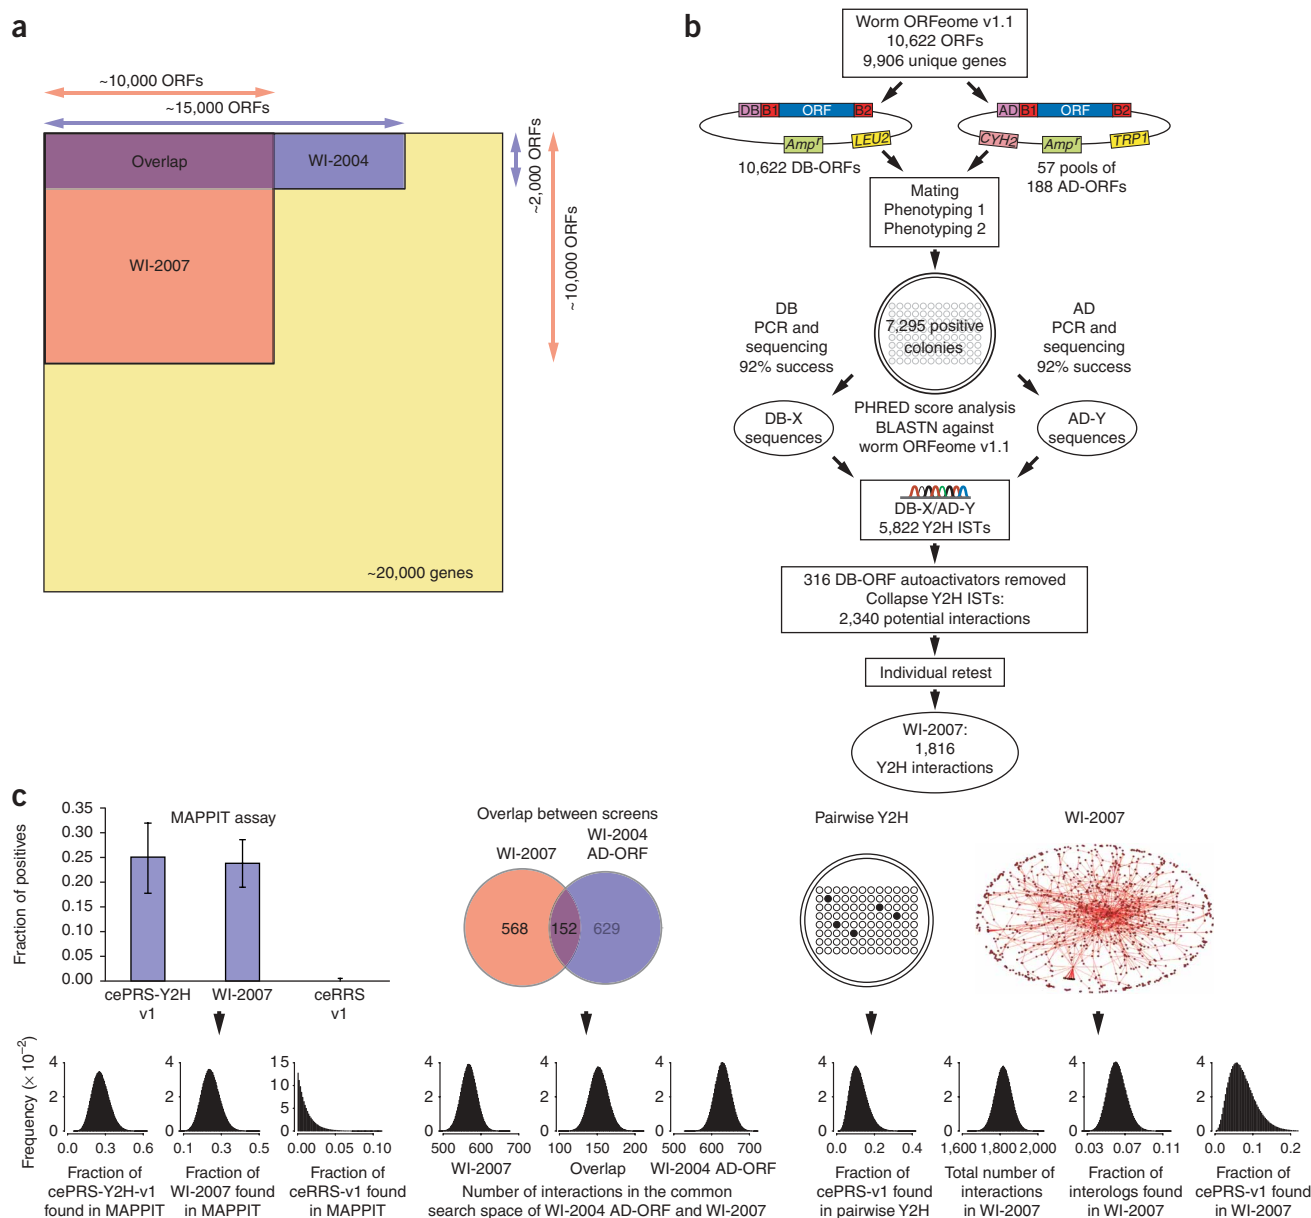 a
~10,000 ORFs
~15,000 ORFs
Overlap
WI-2004
~2,000 ORFs
WI-2007
~10,000 ORFs
~20,000 genes
b
Worm ORFeome v1.1
10,622 ORFs
9,906 unique genes
DB B1 ORF B2
Ampr LEU2
10,622 DB-ORFs
AD B1 ORF B2
CYH2 Ampr TRP1
57 pools of
188 AD-ORFs
Mating
Phenotyping 1
Phenotyping 2
7,295 positive
colonies
DB
PCR and
sequencing
92% success
AD
PCR and
sequencing
92% success
DB-X
sequences
PHRED score analysis
BLASTN against
worm ORFeome v1.1
AD-Y
sequences
DB-X/AD-Y
5,822 Y2H ISTs
316 DB-ORF autoactivators removed
Collapse Y2H ISTs:
2,340 potential interactions
Individual retest
WI-2007:
1,816
Y2H interactions
c
MAPPIT assay
Fraction of positives
0.35
0.30
0.25
0.20
0.15
0.10
0.05
0.00
cePRS-Y2H
v1
WI-2007
ceRRS
v1
Overlap between screens
WI-2007
WI-2004
AD-ORF
568
152
629
Pairwise Y2H
WI-2007
Frequency (× 10−2)
4
2
0
0.0 0.3 0.6
Fraction of
cePRS-Y2H-v1
found in MAPPIT
4
2
0
0.1 0.3 0.5
Fraction of
WI-2007 found
in MAPPIT
15
10
5
0
0.00 0.05 0.10
Fraction of
ceRRS-v1 found
in MAPPIT
4
2
0
500 600 700
WI-2007
4
2
0
100 150 200
Overlap
4
2
0
500 600 700
WI-2004 AD-ORF
Number of interactions in the common
search space of WI-2004 AD-ORF and WI-2007
4
2
0
0.0 0.2 0.4
Fraction of
cePRS-v1 found
in pairwise Y2H
4
2
0
1,600 1,800 2,000
Total number of
interactions
in WI-2007
4
2
0
0.03 0.07 0.11
Fraction of
interologs found
in WI-2007
4
2
0
0.0 0.1 0.2
Fraction of
cePRS-v1 found
in WI-2007